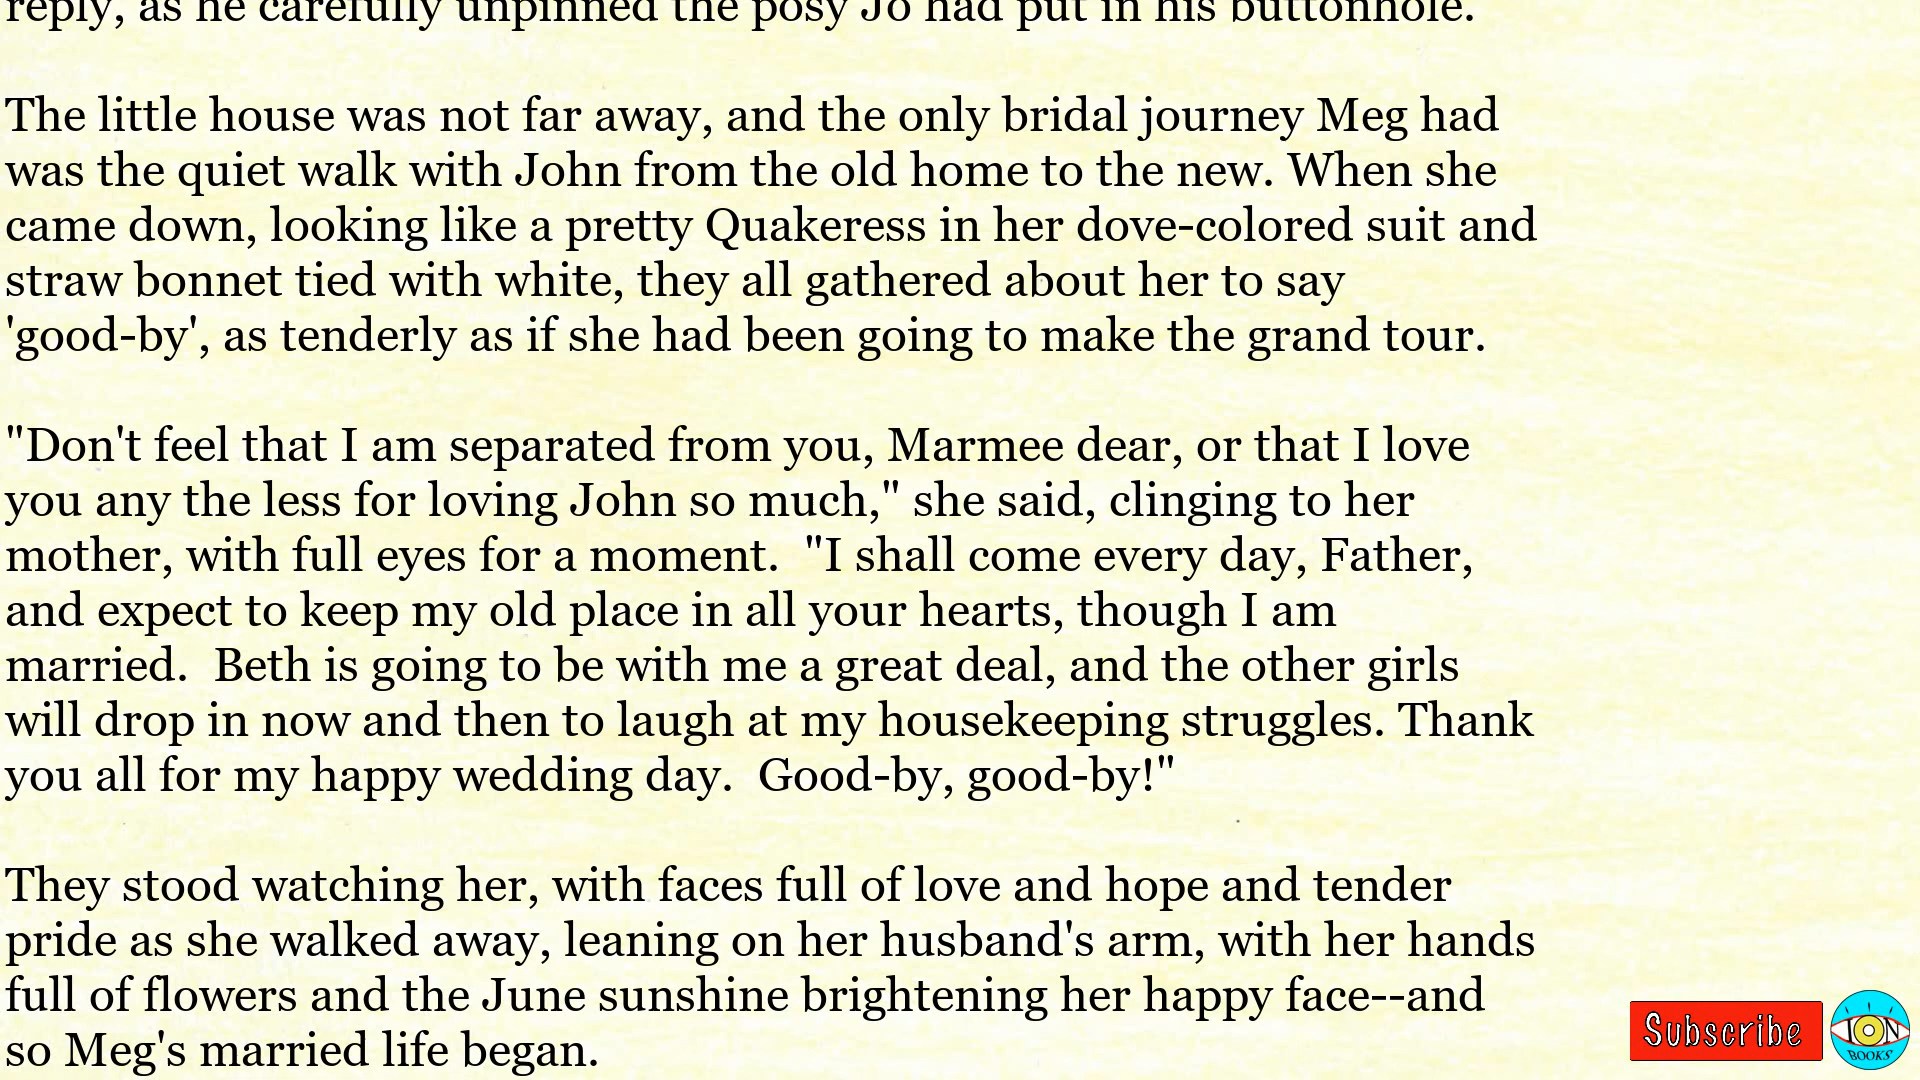 reply, as he carefully unpinned the posy Jo had put in his buttonhole.
The little house was not far away, and the only bridal journey Meg had
was the quiet walk with John from the old home to the new. When she
came down, looking like a pretty Quakeress in her dove-colored suit and
straw bonnet tied with white, they all gathered about her to say
'good-by', as tenderly as if she had been going to make the grand tour.
"Don't feel that I am separated from you, Marmee dear, or that I love
you any the less for loving John so much," she said, clinging to her
mother, with full eyes for a moment.  "I shall come every day, Father,
and expect to keep my old place in all your hearts, though I am
married.  Beth is going to be with me a great deal, and the other girls
will drop in now and then to laugh at my housekeeping struggles. Thank
you all for my happy wedding day.  Good-by, good-by!"
They stood watching her, with faces full of love and hope and tender
pride as she walked away, leaning on her husband's arm, with her hands
full of flowers and the June sunshine brightening her happy face--and
so Meg's married life began.
Subscribe
ION
BOOKS